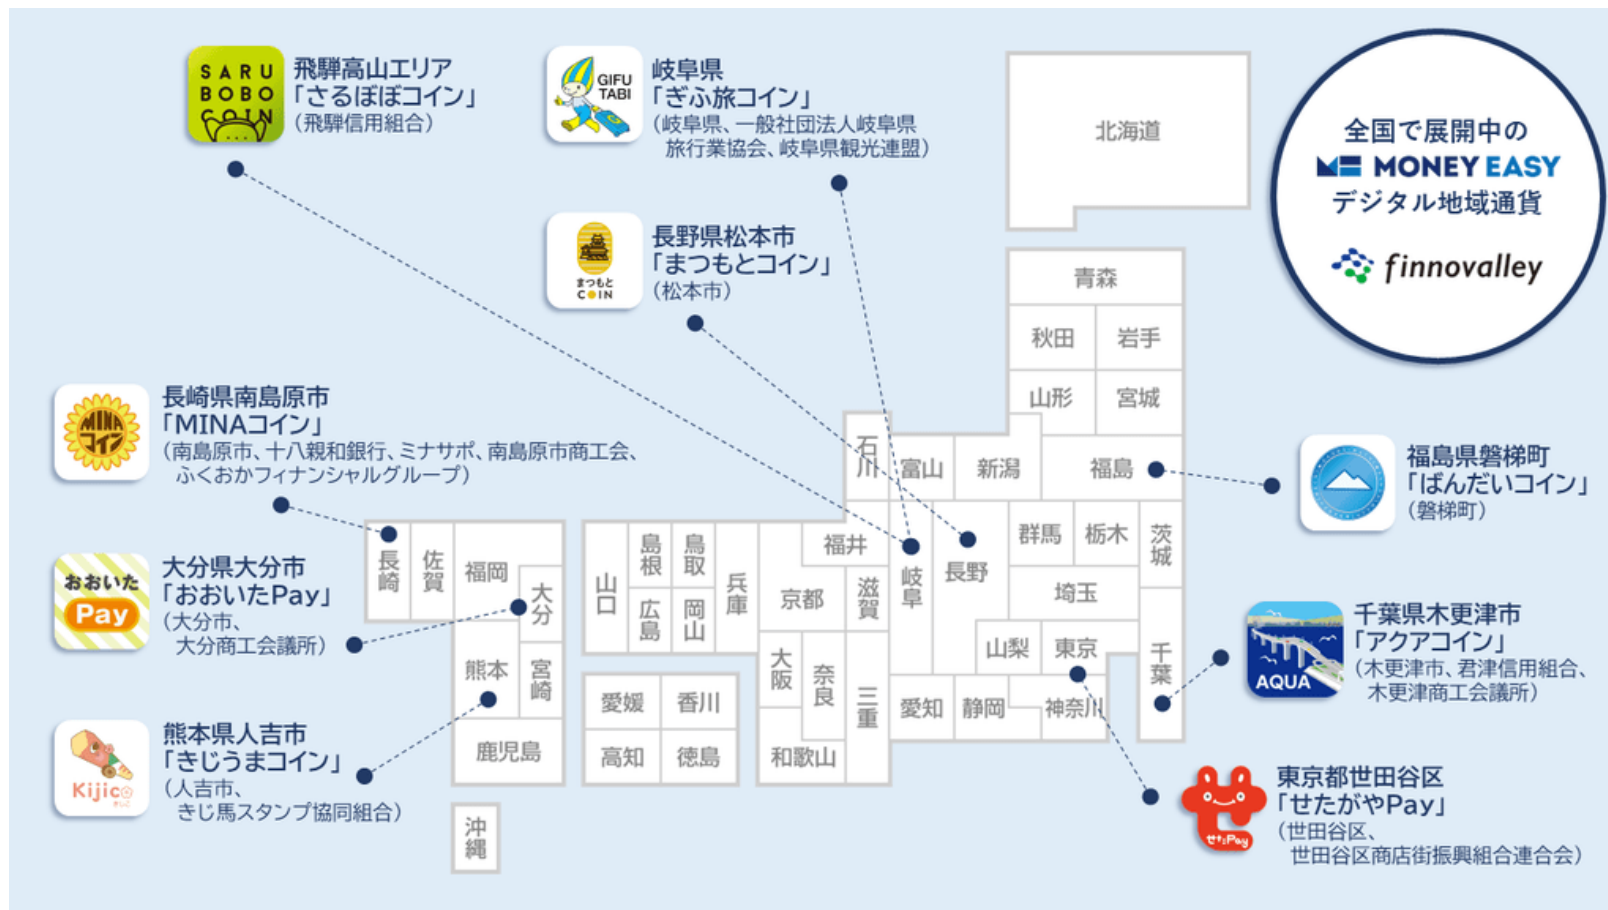 SARU
BOBO
COIN
飛騨高山エリア
「さるぼぼコイン」
（飛騨信用組合）
GIFU
TABI
岐阜県
「ぎふ旅コイン」
（岐阜県、一般社団法人岐阜県
旅行業協会、岐阜県観光連盟）
まつもと
COIN
長野県松本市
「まつもとコイン」
（松本市）
全国で展開中の
MONEY EASY
デジタル地域通貨
finnovalley
MINA
コイン
長崎県南島原市
「MINAコイン」
（南島原市、十八親和銀行、ミナサポ、南島原市商工会、
ふくおかフィナンシャルグループ）
おおいた
Pay
大分県大分市
「おおいたPay」
（大分市、
大分商工会議所）
Kijico
きじこ
熊本県人吉市
「きじうまコイン」
（人吉市、
きじ馬スタンプ協同組合）
福島県磐梯町
「ばんだいコイン」
（磐梯町）
AQUA
千葉県木更津市
「アクアコイン」
（木更津市、君津信用組合、
木更津商工会議所）
せたPay
東京都世田谷区
「せたがやPay」
（世田谷区、
世田谷区商店街振興組合連合会）
北海道
青森
秋田
岩手
山形
宮城
石川
富山
新潟
福島
福井
岐阜
長野
群馬
栃木
茨城
埼玉
山梨
東京
千葉
愛知
静岡
神奈川
滋賀
京都
兵庫
大阪
奈良
三重
和歌山
鳥取
島根
岡山
広島
山口
愛媛
香川
高知
徳島
長崎
佐賀
福岡
大分
熊本
宮崎
鹿児島
沖縄